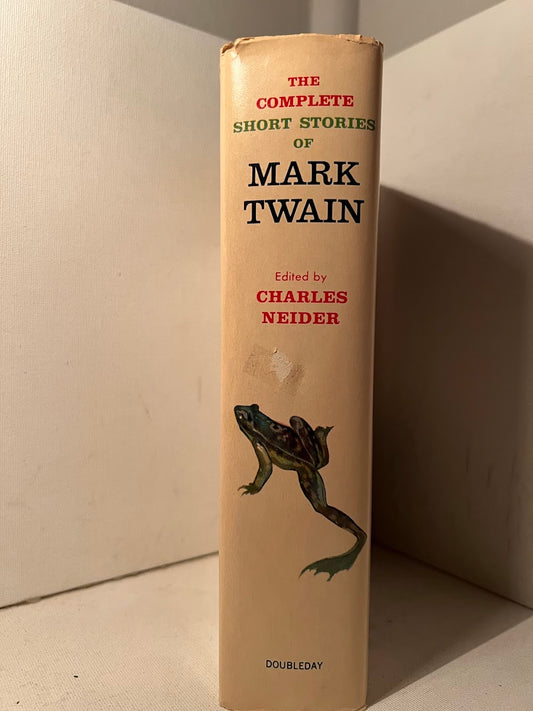 THE
COMPLETE
SHORT STORIES
OF
MARK
TWAIN
Edited by
CHARLES
NEIDER
DOUBLEDAY